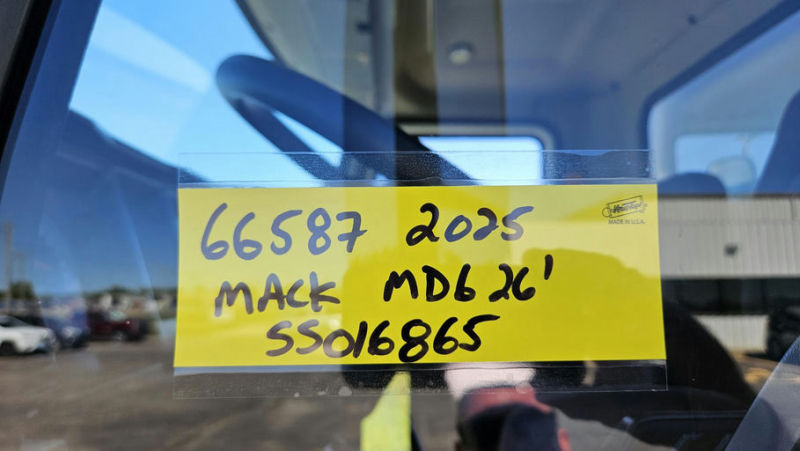 66587 2025
MADE IN U.S.A.
MACK MD6 26'
SS016865